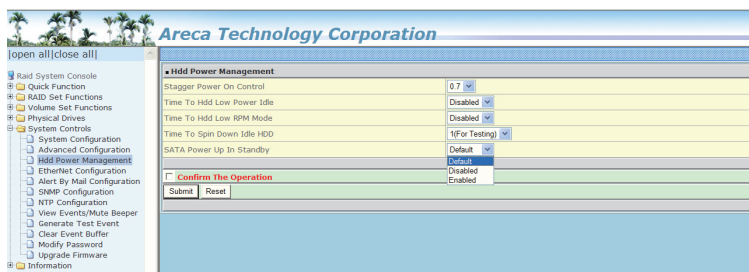 Areca Technology Corporation
|open all|close all|
Raid System Console
Quick Function
RAID Set Functions
Volume Set Functions
Physical Drives
System Controls
System Configuration
Advanced Configuration
Hdd Power Management
EtherNet Configuration
Alert By Mail Configuration
SNMP Configuration
NTP Configuration
View Events/Mute Beeper
Generate Test Event
Clear Event Buffer
Modify Password
Upgrade Firmware
Information
Hdd Power Management
Stagger Power On Control 0.7
Time To Hdd Low Power Idle Disabled
Time To Hdd Low RPM Mode Disabled
Time To Spin Down Idle HDD 1(For Testing)
SATA Power Up In Standby Default
Default
Disabled
Enabled
Confirm The Operation
Submit Reset